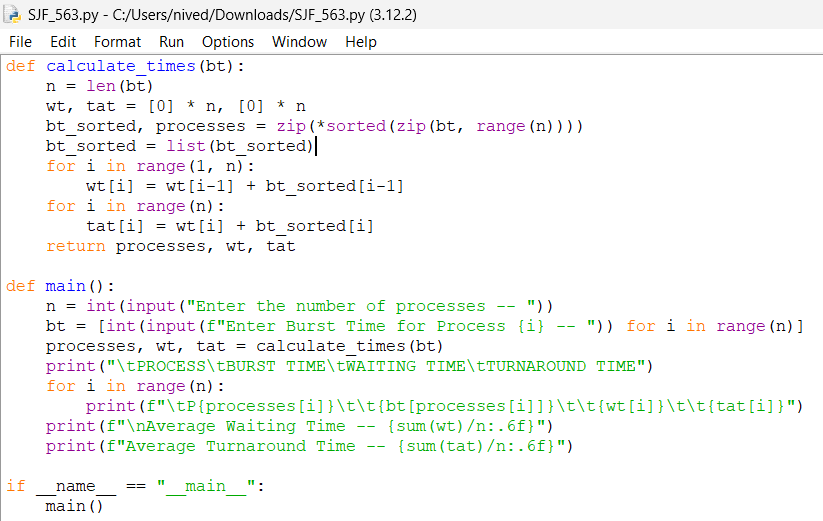 SJF_563.py - C:/Users/nived/Downloads/SJF_563.py (3.12.2)
File Edit Format Run Options Window Help
def calculate_times(bt):
    n = len(bt)
    wt, tat = [0] * n, [0] * n
    bt_sorted, processes = zip(*sorted(zip(bt, range(n))))
    bt_sorted = list(bt_sorted)
    for i in range(1, n):
        wt[i] = wt[i-1] + bt_sorted[i-1]
    for i in range(n):
        tat[i] = wt[i] + bt_sorted[i]
    return processes, wt, tat

def main():
    n = int(input("Enter the number of processes -- "))
    bt = [int(input(f"Enter Burst Time for Process {i} -- ")) for i in range(n)]
    processes, wt, tat = calculate_times(bt)
    print("\tPROCESS\tBURST TIME\tWAITING TIME\tTURNAROUND TIME")
    for i in range(n):
        print(f"\tP{processes[i]}\t\t{bt[processes[i]]}\t\t{wt[i]}\t\t{tat[i]}")
    print(f"\nAverage Waiting Time -- {sum(wt)/n:.6f}")
    print(f"Average Turnaround Time -- {sum(tat)/n:.6f}")

if __name__ == "__main__":
    main()